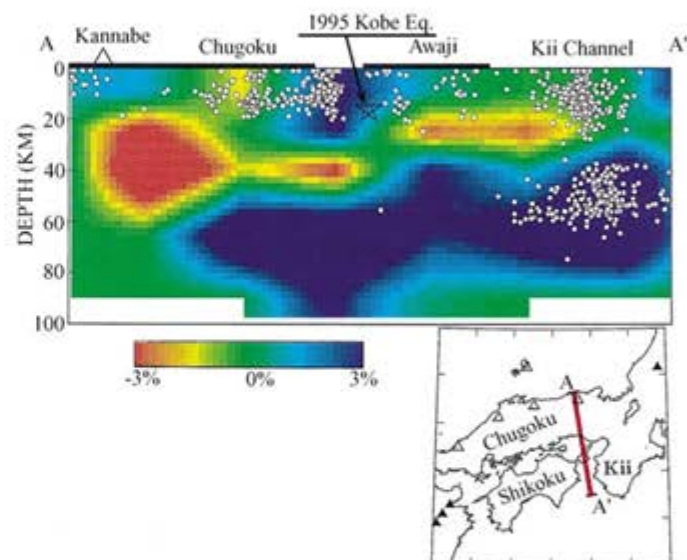 1995 Kobe Eq.
A Kannabe Chugoku Awaji Kii Channel A'
0
20
40
60
80
100
DEPTH (KM)
-3% 0% 3%
A
Chugoku
Kii
Shikoku
A'